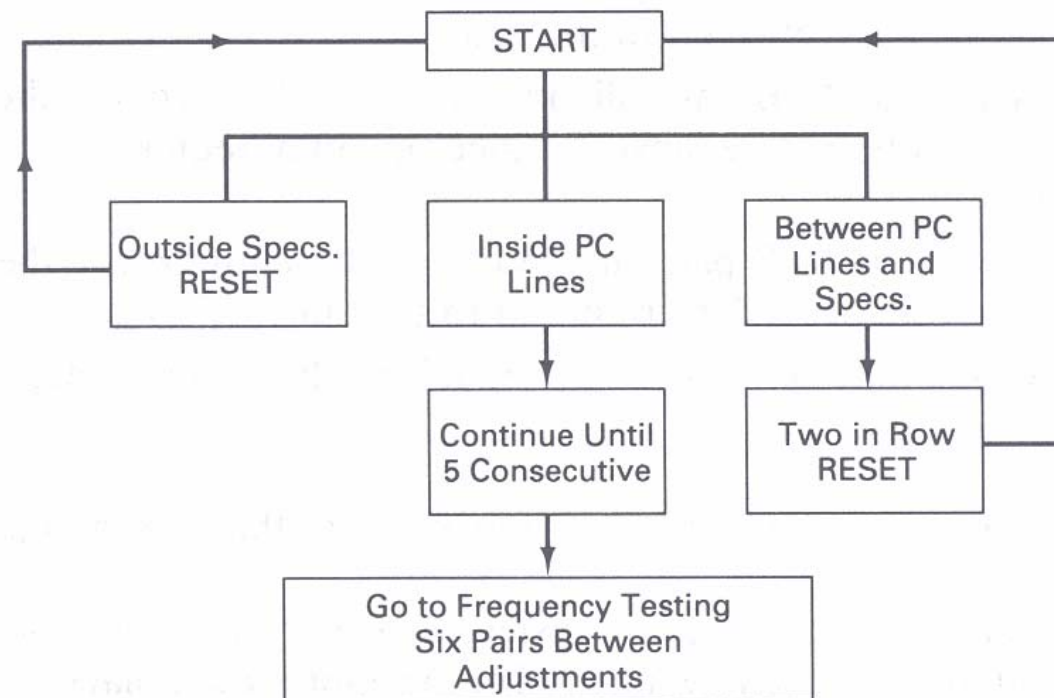 START
Outside Specs.
RESET
Inside PC
Lines
Between PC
Lines and
Specs.
Continue Until
5 Consecutive
Two in Row
RESET
Go to Frequency Testing
Six Pairs Between
Adjustments